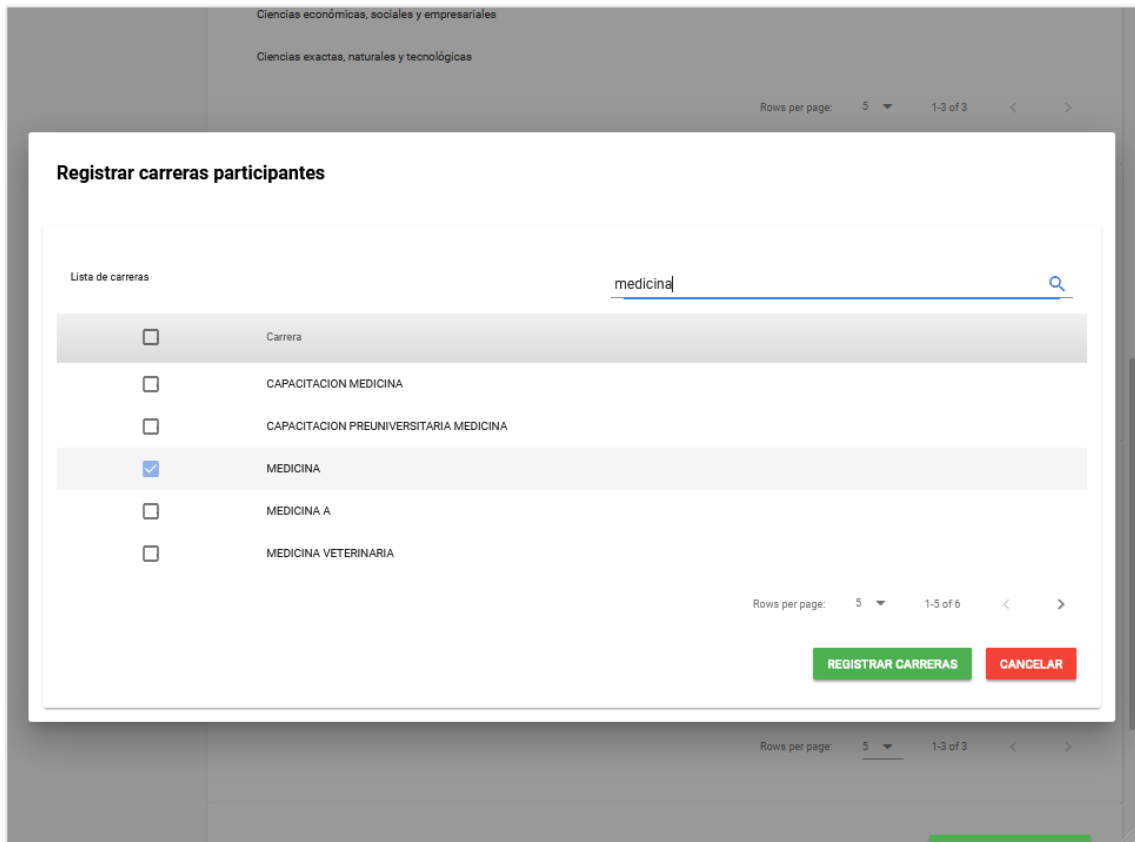 Ciencias económicas, sociales y empresariales
Ciencias exactas, naturales y tecnológicas
Rows per page: 5 1-3 of 3
Registrar carreras participantes
Lista de carreras
medicina
Carrera
CAPACITACION MEDICINA
CAPACITACION PREUNIVERSITARIA MEDICINA
MEDICINA
MEDICINA A
MEDICINA VETERINARIA
Rows per page: 5 1-5 of 6
REGISTRAR CARRERAS CANCELAR
Rows per page: 5 1-3 of 3